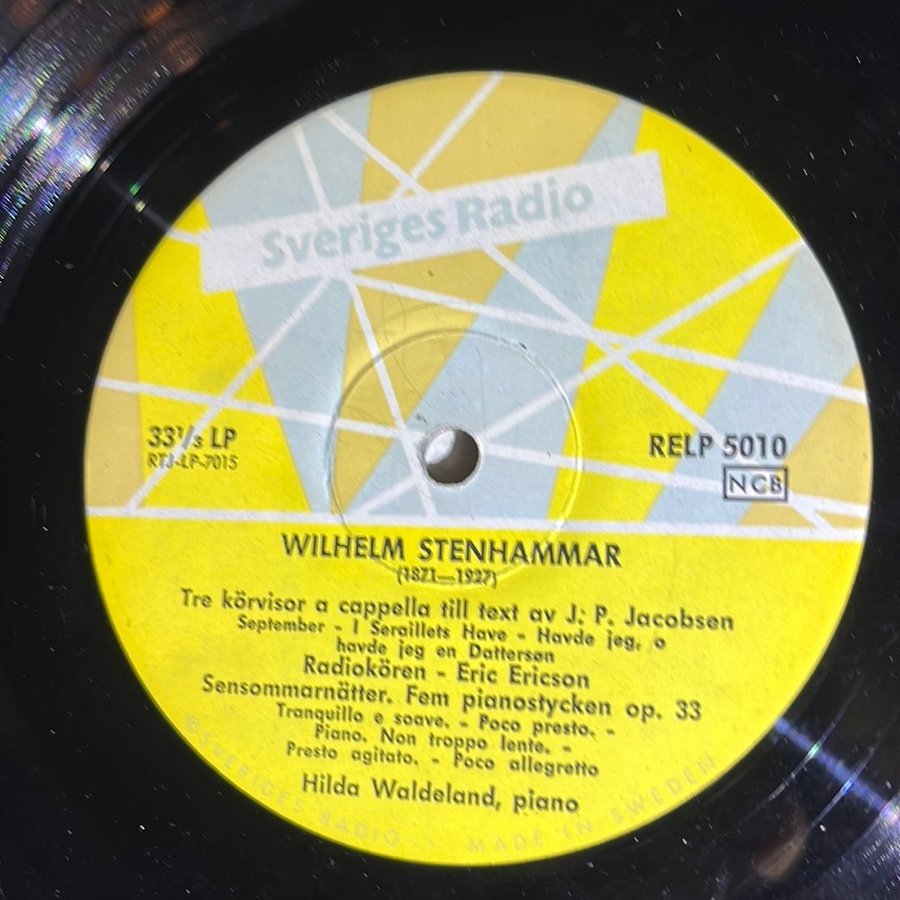 Sveriges Radio
33⅓ LP
RTJ-LP-7015
RELP 5010
NCB
WILHELM STENHAMMAR
(1871—1927)
Tre körvisor a cappella till text av J. P. Jacobsen
September - I Seraillets Have - Havde jeg, o
havde jeg en Dattersøn
Radiokören - Eric Ericson
Sensommarnätter. Fem pianostycken op. 33
Tranquillo e soave. - Poco presto. -
Piano. Non troppo lente. -
Presto agitato. - Poco allegretto
Hilda Waldeland, piano
SVERIGES RADIO MADE IN SWEDEN